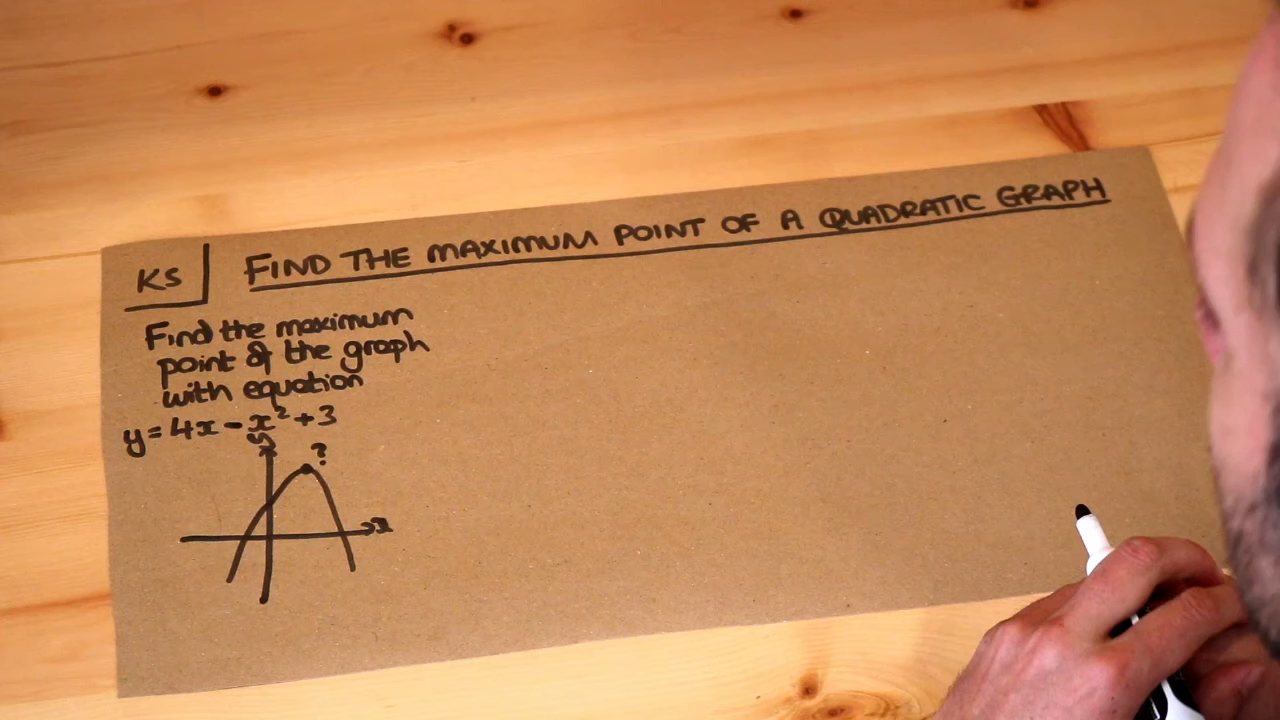 KS
FIND THE MAXIMUM POINT OF A QUADRATIC GRAPH
Find the maximum
point of the graph
with equation
y = 4x - x² + 3
y
?
x